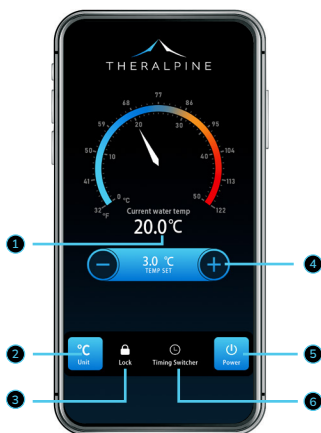 THERALPINE
77
68
86
59
20
30
95
50
10
40
104
41
113
0 °C
50
32 °F
122
Current water temp
20.0°C
1
3.0 °C
TEMP SET
4
°C
Unit
Lock
Timing Switcher
Power
2
5
3
6